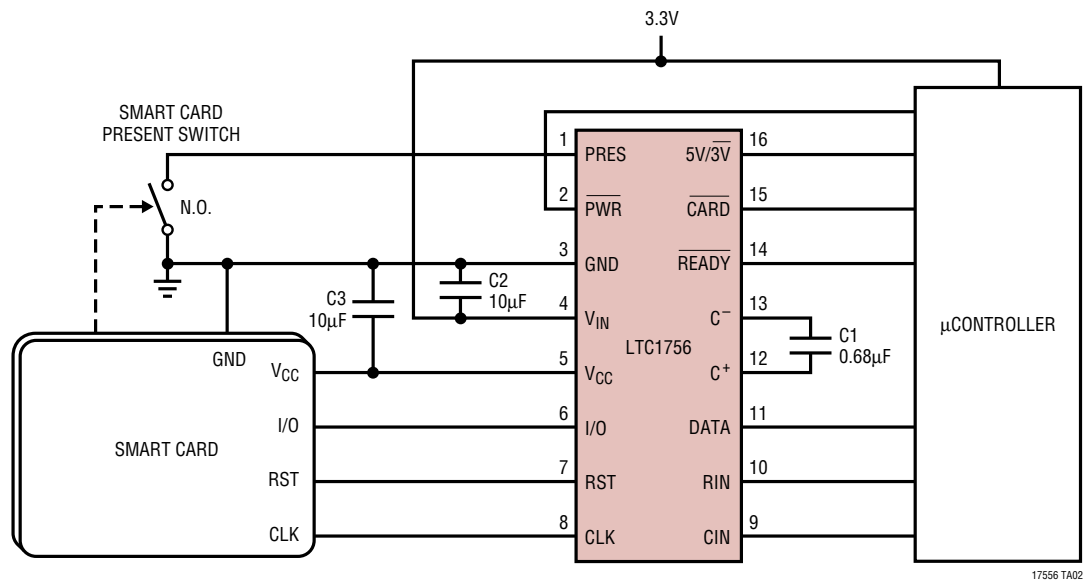 3.3V
SMART CARD
PRESENT SWITCH
N.O.
1
PRES
2
PWR
3
GND
4
VIN
5
VCC
6
I/O
7
RST
8
CLK
LTC1756
16
5V/3V
15
CARD
14
READY
13
C–
12
C+
11
DATA
10
RIN
9
CIN
C3
10µF
C2
10µF
C1
0.68µF
µCONTROLLER
GND
VCC
I/O
SMART CARD
RST
CLK
17556 TA02